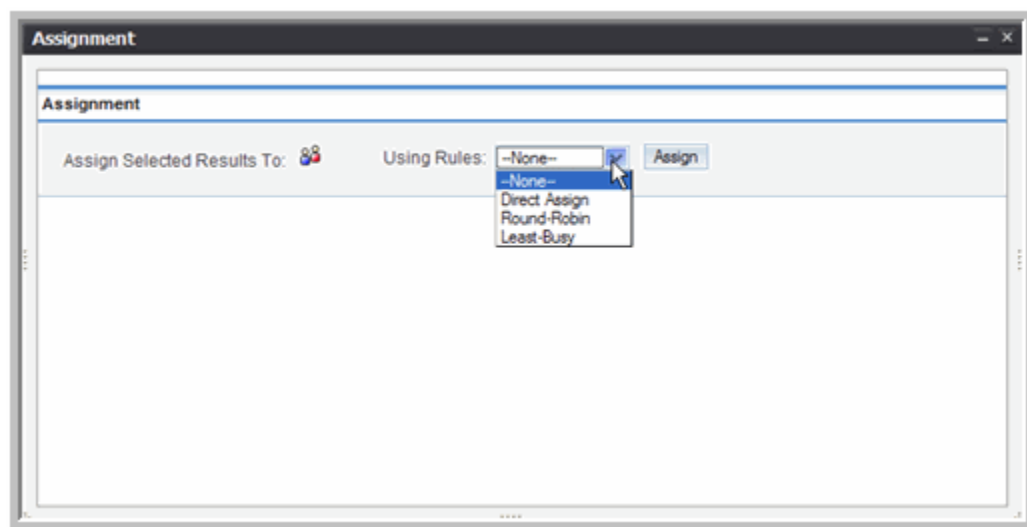 Assignment
Assignment
Assign Selected Results To: Using Rules: --None-- Assign
--None--
Direct Assign
Round-Robin
Least-Busy